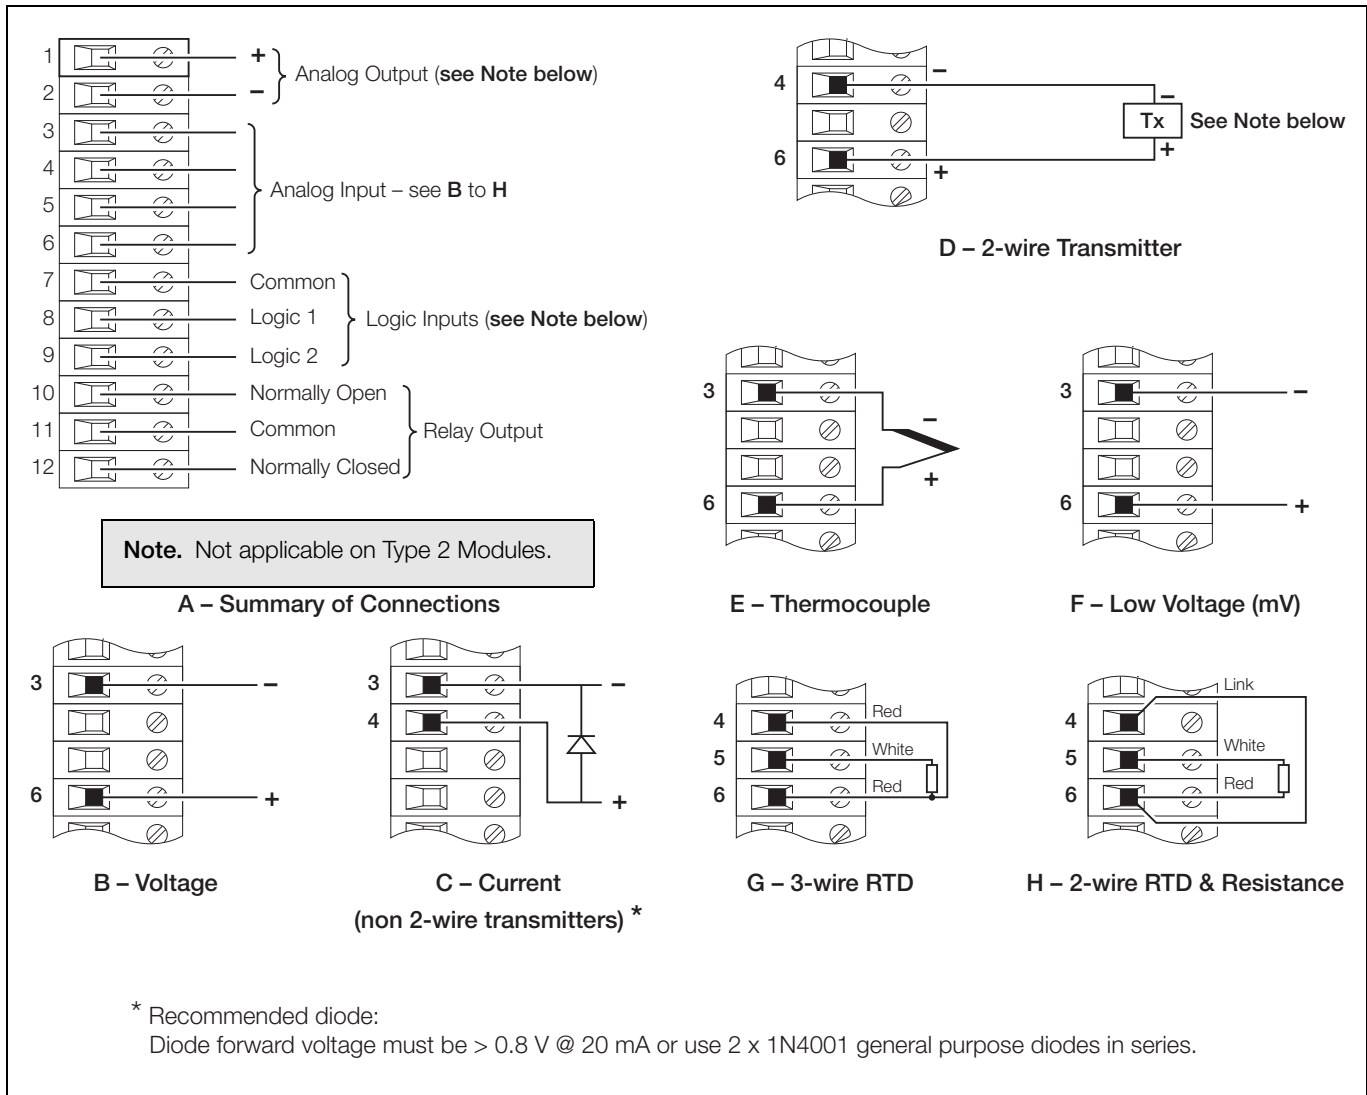 1 + Analog Output (see Note below)
2 –
3
4 Analog Input – see B to H
5
6
7 Common
8 Logic 1 Logic Inputs (see Note below)
9 Logic 2
10 Normally Open
11 Common Relay Output
12 Normally Closed
Note. Not applicable on Type 2 Modules.
A – Summary of Connections
4 –
–
Tx See Note below
6 +
+
D – 2-wire Transmitter
3 –
6 +
E – Thermocouple
3 –
6 +
F – Low Voltage (mV)
3 –
6 +
B – Voltage
3 –
4
+
C – Current
(non 2-wire transmitters) *
4 Red
5 White
6 Red
G – 3-wire RTD
Link
4
5 White
6 Red
H – 2-wire RTD & Resistance
* Recommended diode:
Diode forward voltage must be > 0.8 V @ 20 mA or use 2 x 1N4001 general purpose diodes in series.